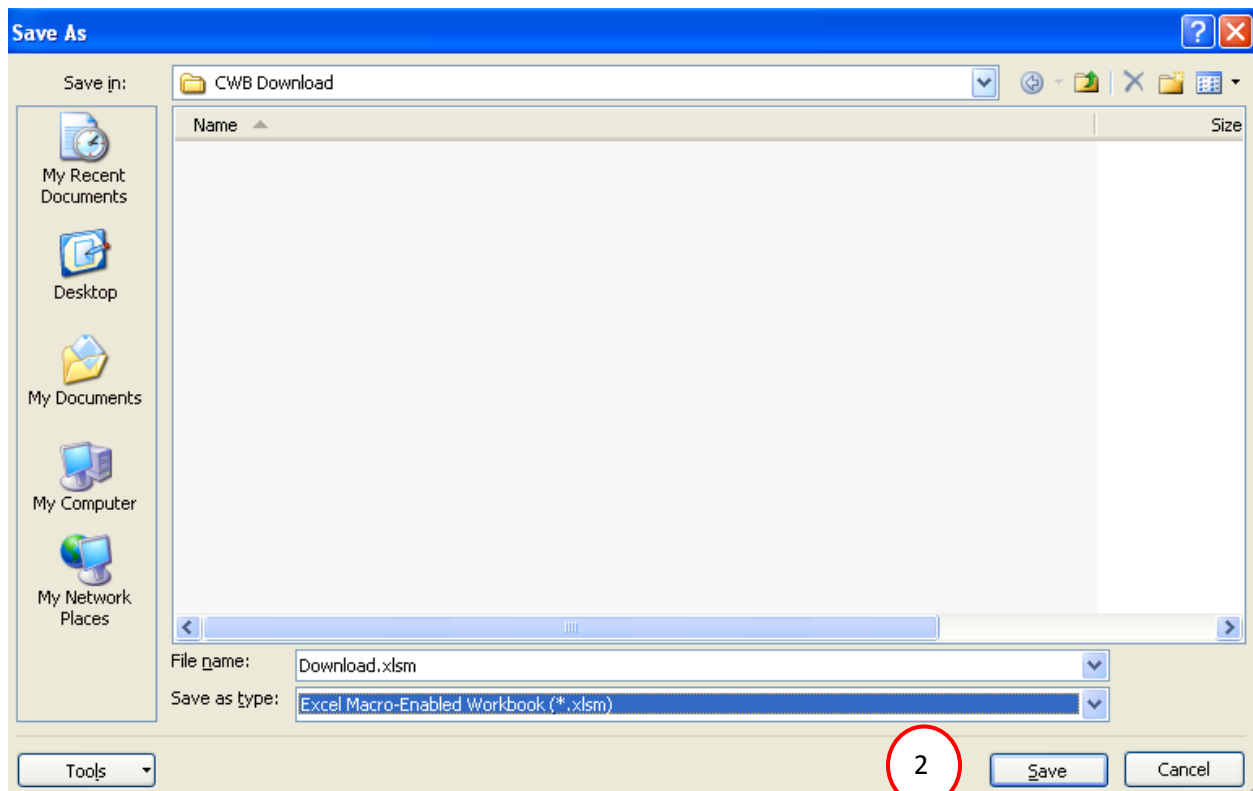 Save As
Save in:
CWB Download
Name
Size
My Recent
Documents
Desktop
My Documents
My Computer
My Network
Places
File name:
Download.xlsm
Save as type:
Excel Macro-Enabled Workbook (*.xlsm)
Tools
2
Save
Cancel